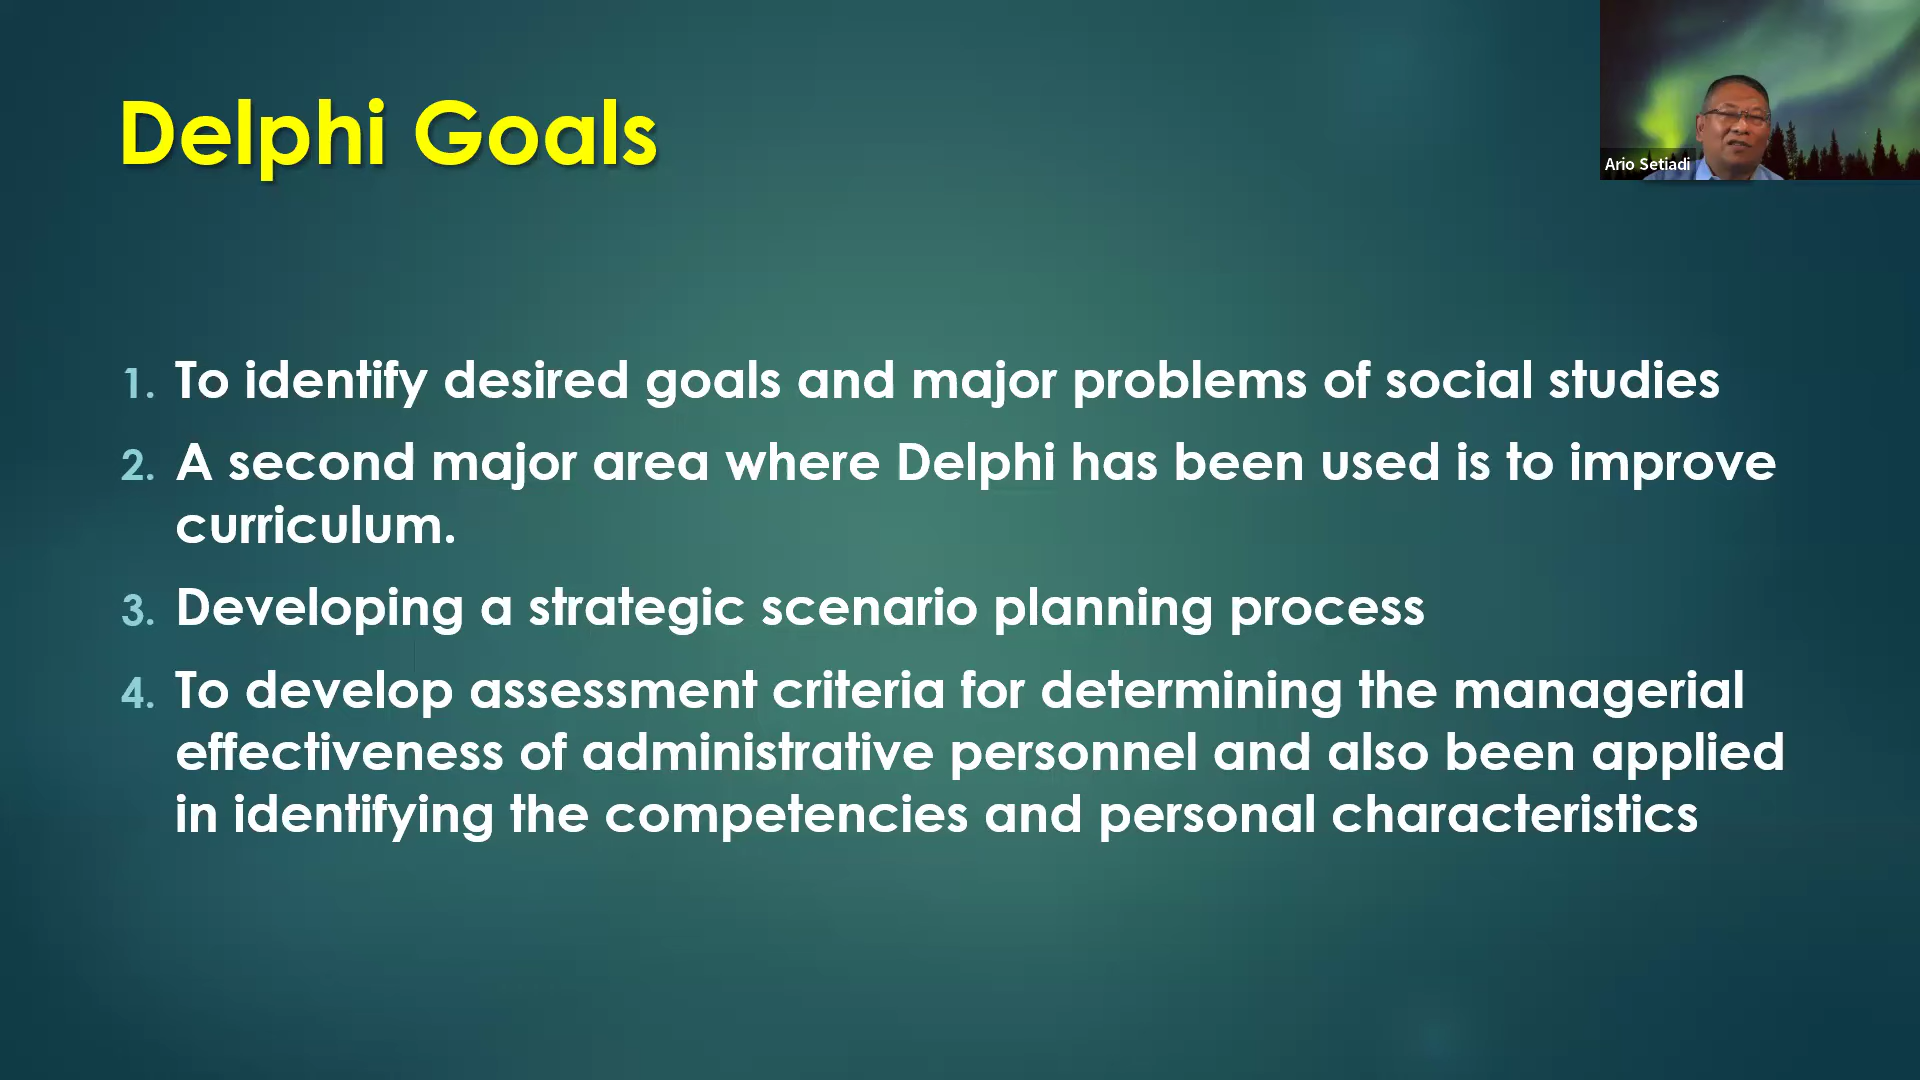 Delphi Goals
Ario Setiadi
1. To identify desired goals and major problems of social studies
2. A second major area where Delphi has been used is to improve
curriculum.
3. Developing a strategic scenario planning process
4. To develop assessment criteria for determining the managerial
effectiveness of administrative personnel and also been applied
in identifying the competencies and personal characteristics